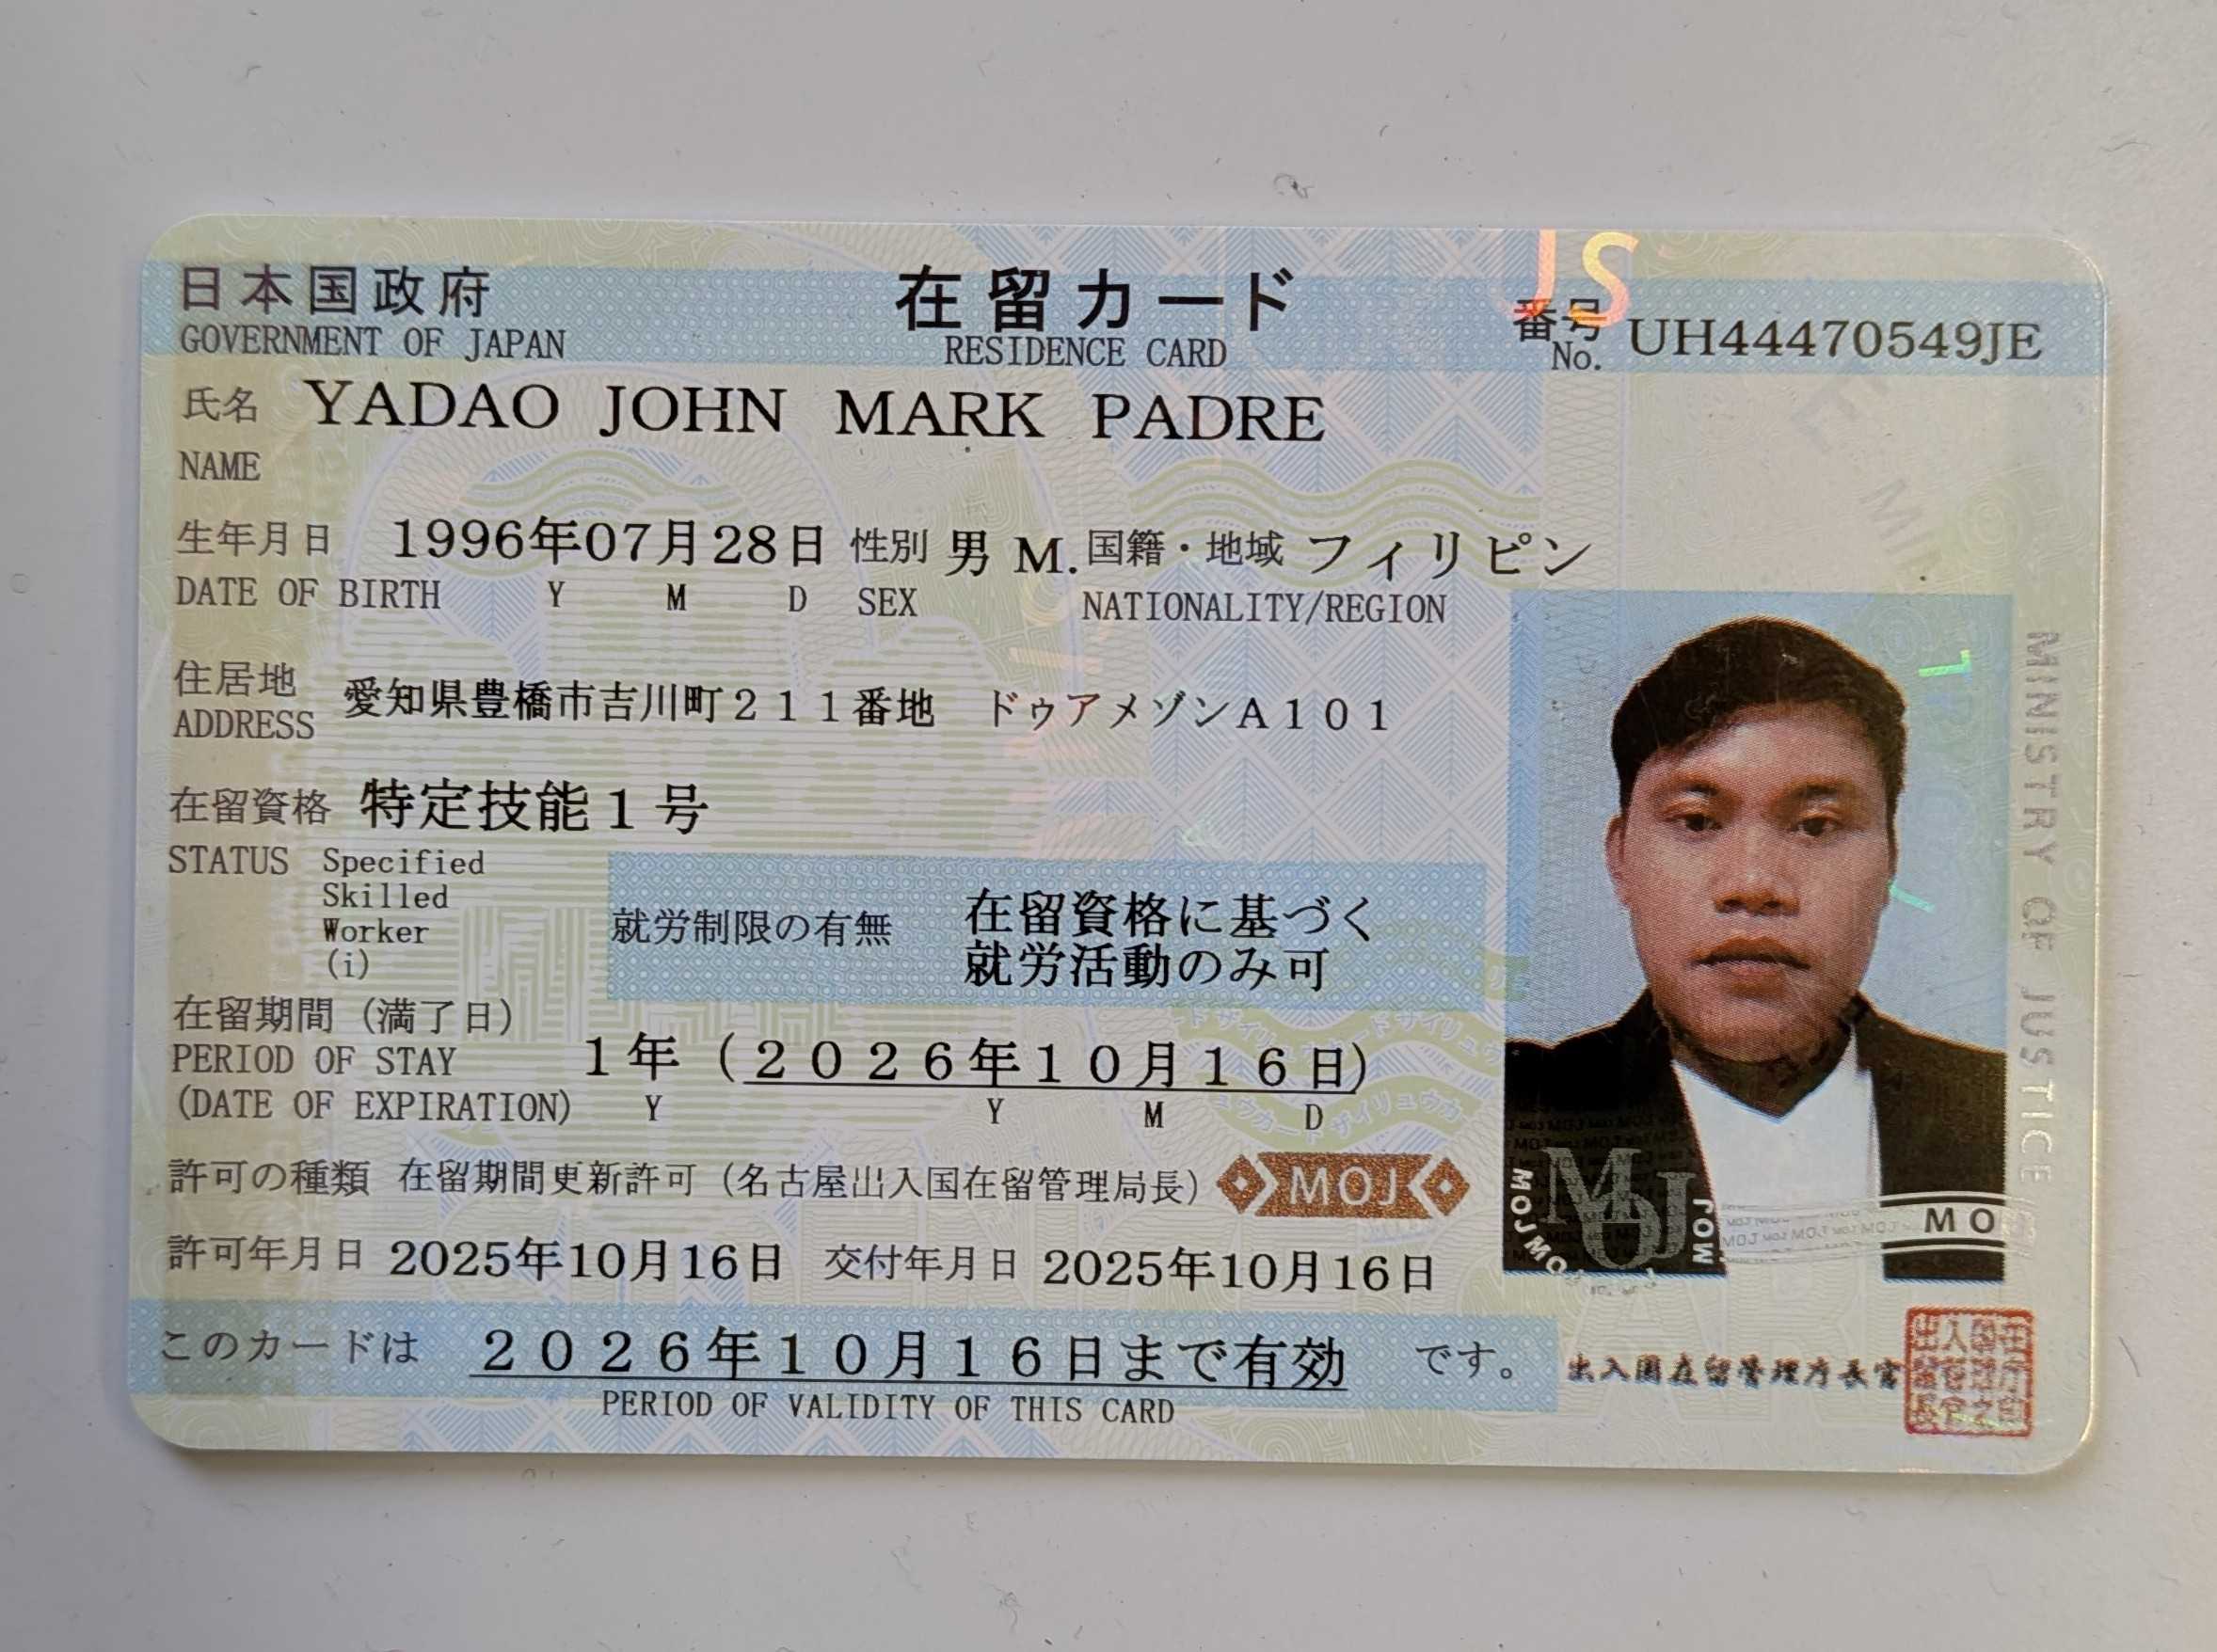 日本国政府 在留カード 番号 UH44470549JE
GOVERNMENT OF JAPAN RESIDENCE CARD No.
氏名 YADAO JOHN MARK PADRE
NAME
生年月日 1996年07月28日 性別 男 M. 国籍・地域 フィリピン
DATE OF BIRTH Y M D SEX NATIONALITY/REGION
住居地 愛知県豊橋市吉川町211番地 ドゥアメゾンA101
ADDRESS
在留資格 特定技能1号
STATUS Specified
Skilled
Worker
(i)
就労制限の有無 在留資格に基づく
就労活動のみ可
在留期間(満了日)
PERIOD OF STAY 1年(2026年10月16日)
(DATE OF EXPIRATION) Y Y M D
許可の種類 在留期間更新許可(名古屋出入国在留管理局長) MOJ
許可年月日 2025年10月16日 交付年月日 2025年10月16日
このカードは 2026年10月16日まで有効 です。
PERIOD OF VALIDITY OF THIS CARD
出入国在留管理庁長官
MINISTRY OF JUSTICE
MOJ